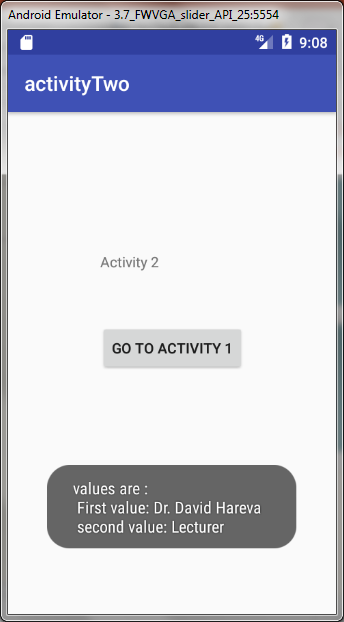 Android Emulator - 3.7_FWVGA_slider_API_25:5554
4G 9:08
activityTwo
Activity 2
GO TO ACTIVITY 1
values are :
First value: Dr. David Hareva
second value: Lecturer